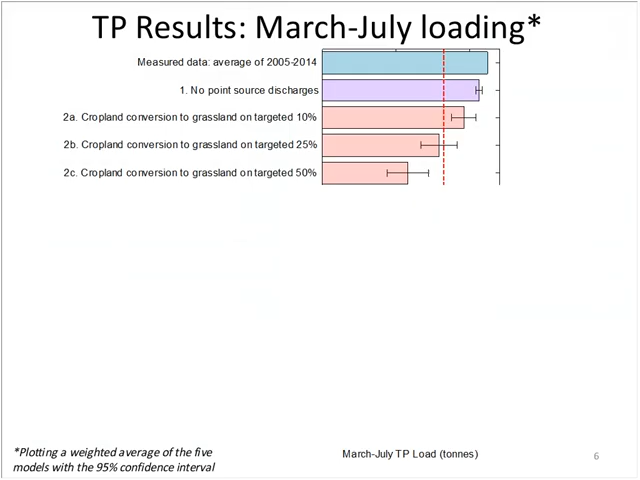 TP Results: March-July loading*
Measured data: average of 2005-2014
1. No point source discharges
2a. Cropland conversion to grassland on targeted 10%
2b. Cropland conversion to grassland on targeted 25%
2c. Cropland conversion to grassland on targeted 50%
*Plotting a weighted average of the five
models with the 95% confidence interval
March-July TP Load (tonnes)
6